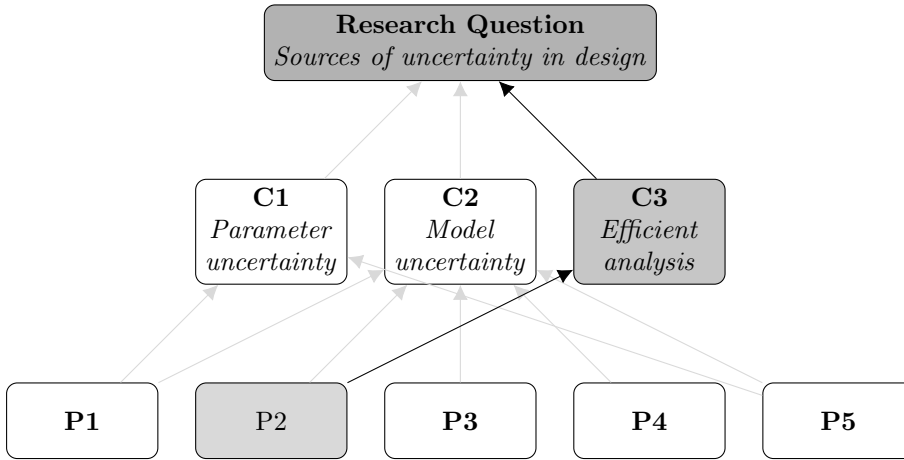 Research Question
Sources of uncertainty in design
C1
Parameter
uncertainty
C2
Model
uncertainty
C3
Efficient
analysis
P1
P2
P3
P4
P5